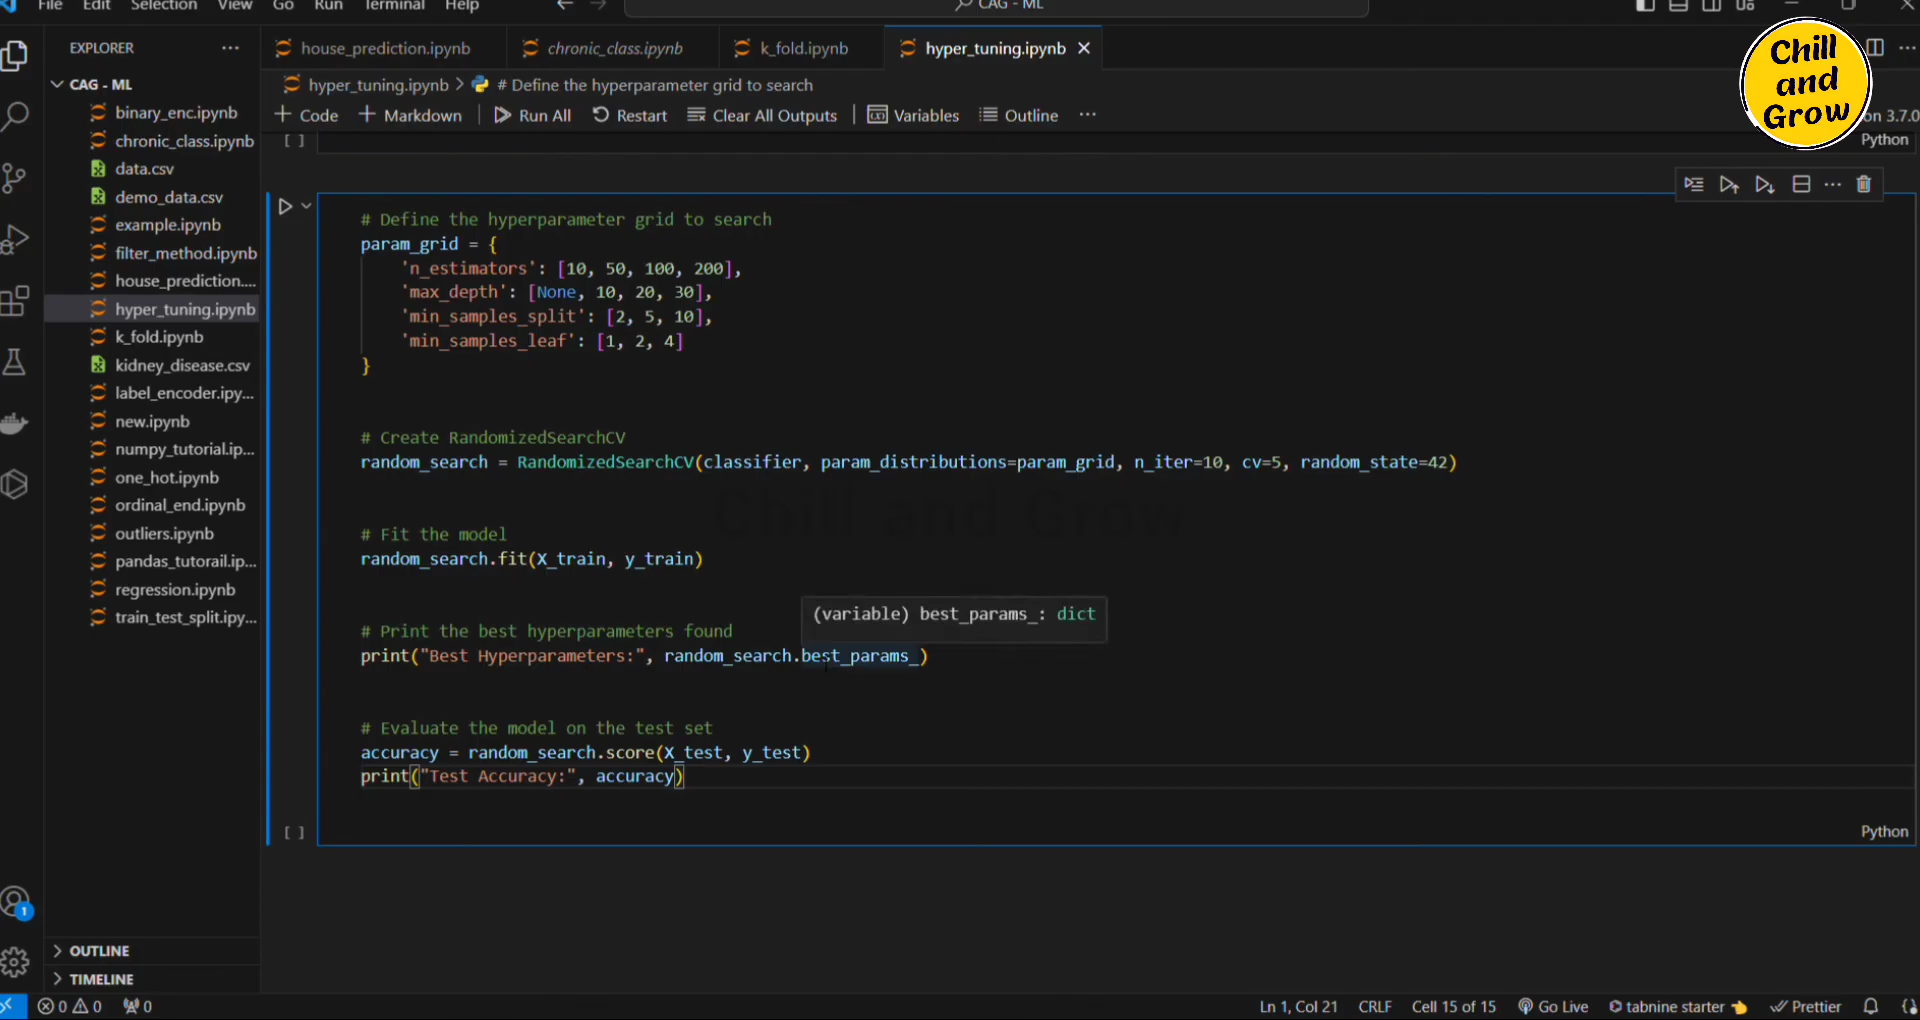 File Edit Selection View Go Run Terminal Help
CAG - ML
EXPLORER
CAG - ML
binary_enc.ipynb
chronic_class.ipynb
data.csv
demo_data.csv
example.ipynb
filter_method.ipynb
house_prediction....
hyper_tuning.ipynb
k_fold.ipynb
kidney_disease.csv
label_encoder.ipy...
new.ipynb
numpy_tutorial.ip...
one_hot.ipynb
ordinal_end.ipynb
outliers.ipynb
pandas_tutorail.ip...
regression.ipynb
train_test_split.ipy...
OUTLINE
TIMELINE
house_prediction.ipynb chronic_class.ipynb k_fold.ipynb hyper_tuning.ipynb
hyper_tuning.ipynb > # Define the hyperparameter grid to search
+ Code + Markdown Run All Restart Clear All Outputs Variables Outline ...
Chill
and
Grow
on 3.7.0
[ ]
Python
# Define the hyperparameter grid to search
param_grid = {
'n_estimators': [10, 50, 100, 200],
'max_depth': [None, 10, 20, 30],
'min_samples_split': [2, 5, 10],
'min_samples_leaf': [1, 2, 4]
}
# Create RandomizedSearchCV
random_search = RandomizedSearchCV(classifier, param_distributions=param_grid, n_iter=10, cv=5, random_state=42)
Chill and Grow
# Fit the model
random_search.fit(X_train, y_train)
(variable) best_params_: dict
# Print the best hyperparameters found
print("Best Hyperparameters:", random_search.best_params_)
# Evaluate the model on the test set
accuracy = random_search.score(X_test, y_test)
print("Test Accuracy:", accuracy)
[ ]
Python
1
0 0 0
Ln 1, Col 21 CRLF Cell 15 of 15 Go Live tabnine starter Prettier